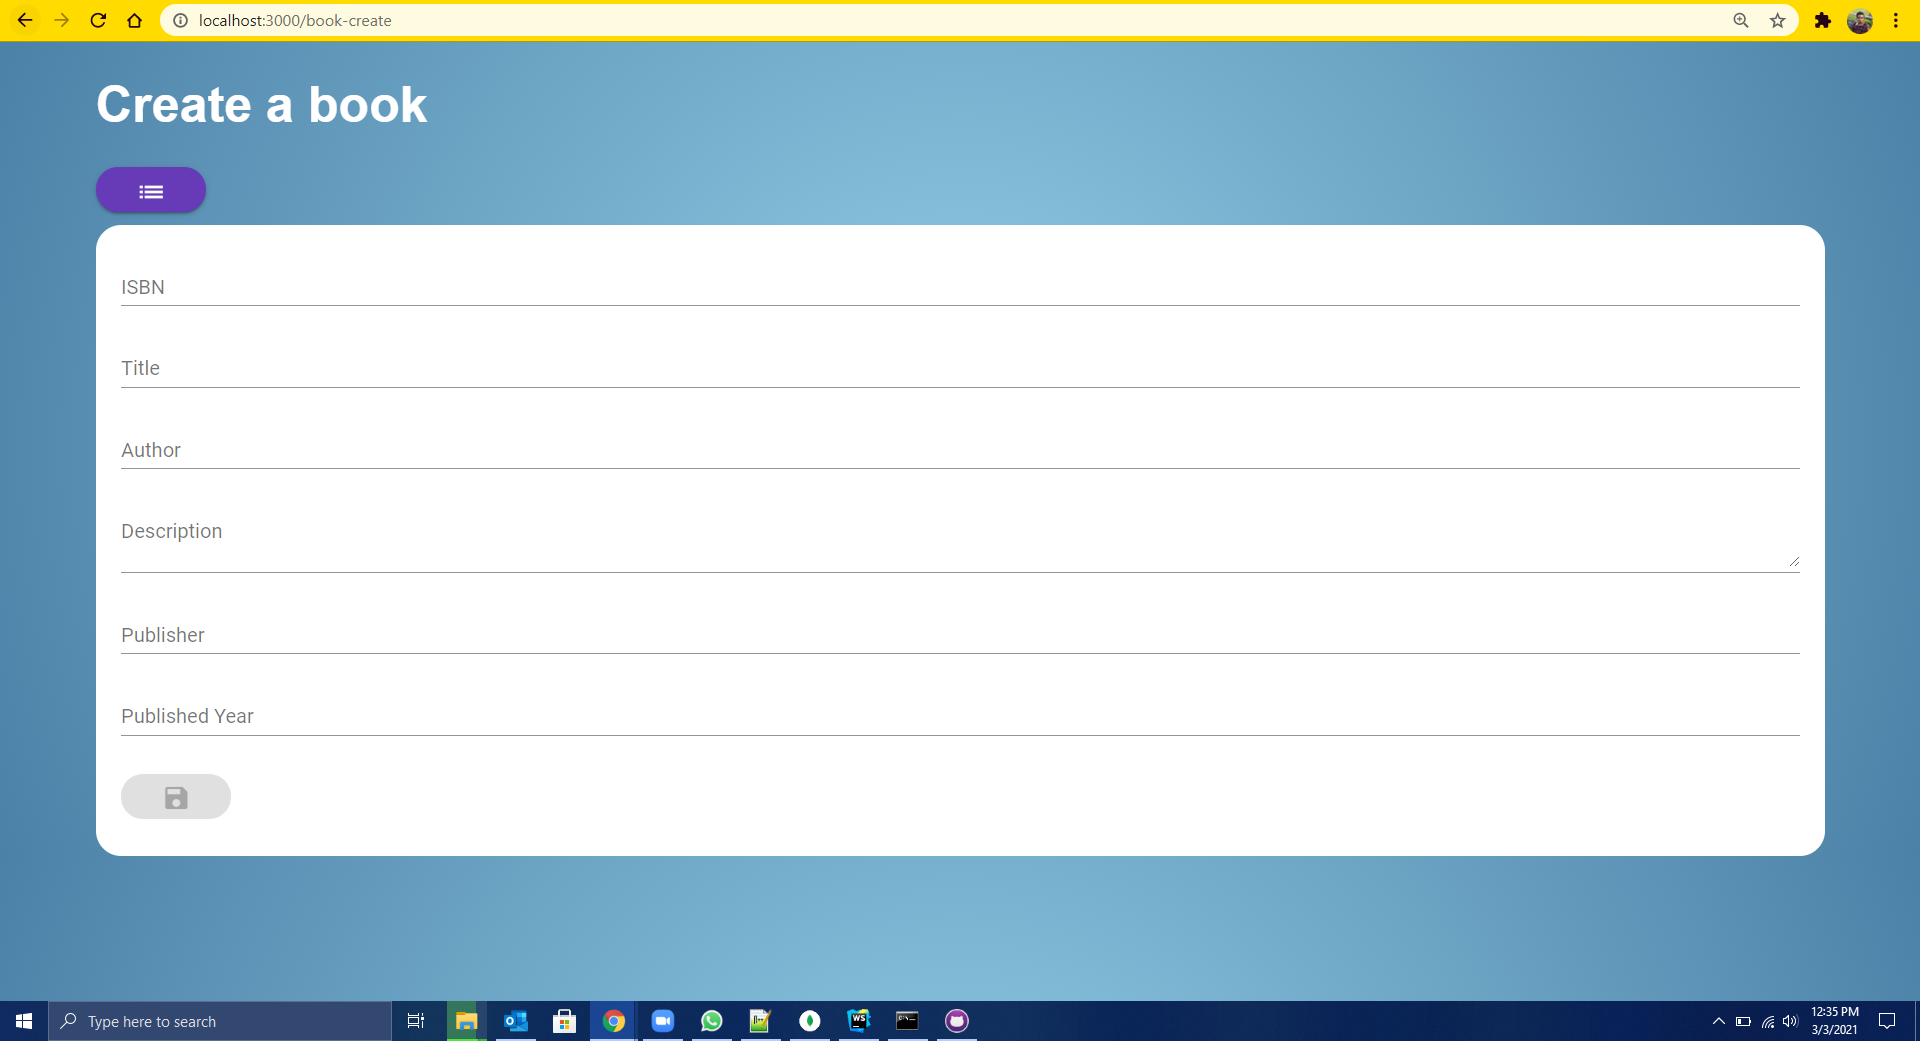 localhost:3000/book-create
Create a book
ISBN
Title
Author
Description
Publisher
Published Year
Type here to search
WS
12:35 PM
3/3/2021